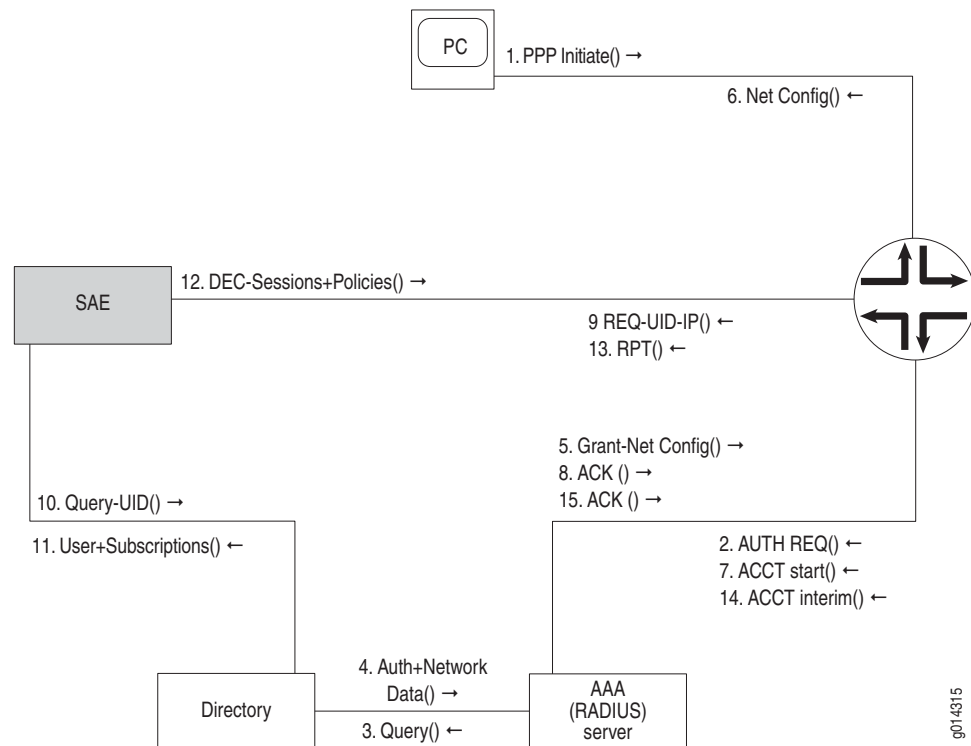 PC
1. PPP Initiate() →
6. Net Config() ←
SAE
12. DEC-Sessions+Policies() →
9 REQ-UID-IP() ←
13. RPT() ←
5. Grant-Net Config() →
8. ACK () →
15. ACK () →
10. Query-UID() →
11. User+Subscriptions() ←
2. AUTH REQ() ←
7. ACCT start() ←
14. ACCT interim() ←
4. Auth+Network
Data() →
Directory
3. Query() ←
AAA
(RADIUS)
server
g014315